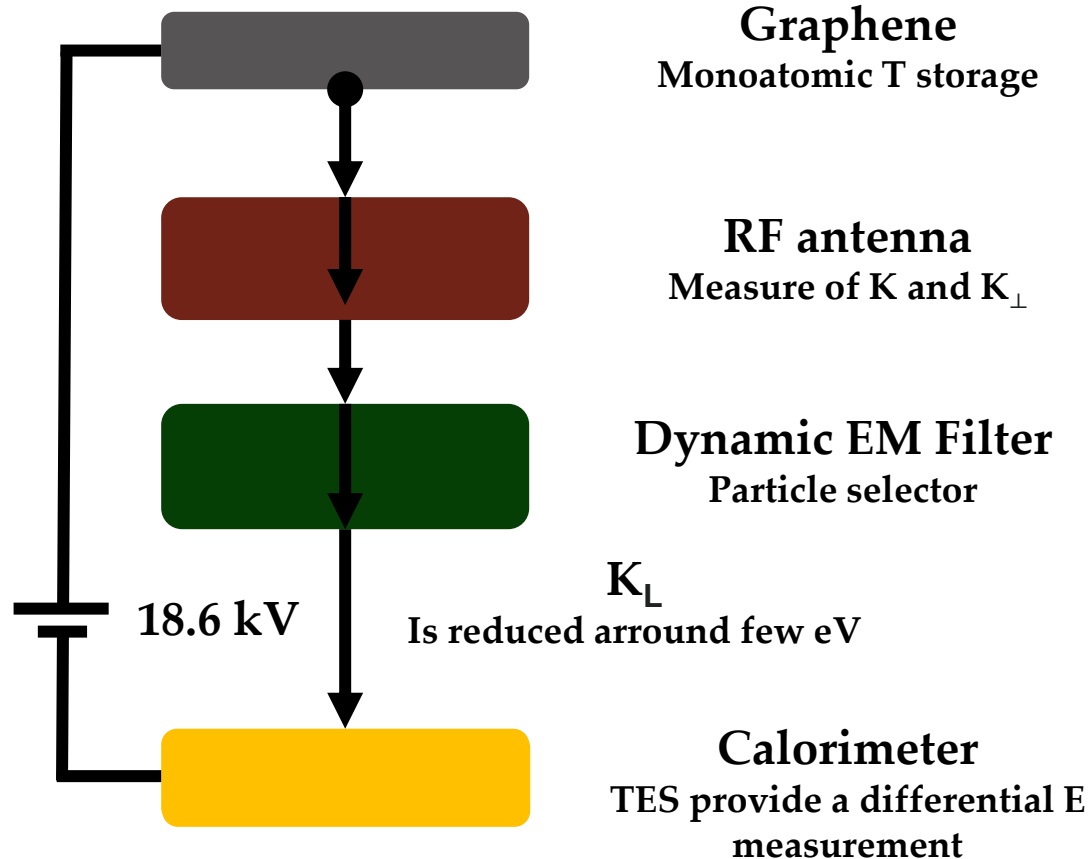 Graphene
Monoatomic T storage
RF antenna
Measure of K and K⊥
Dynamic EM Filter
Particle selector
K_L
Is reduced arround few eV
18.6 kV
Calorimeter
TES provide a differential E
measurement